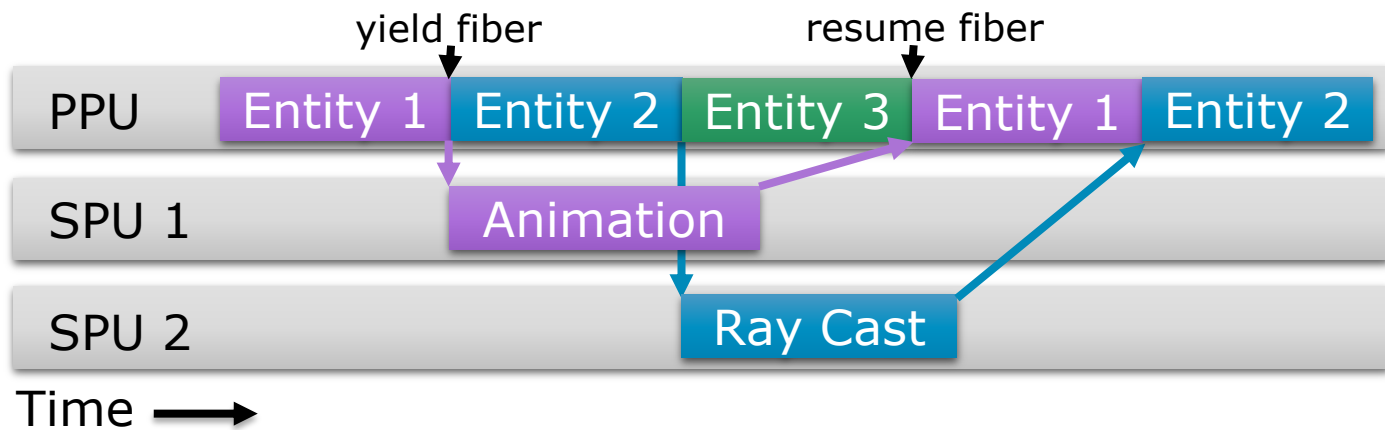 yield fiber resume fiber
PPU Entity 1 Entity 2 Entity 3 Entity 1 Entity 2
SPU 1 Animation
SPU 2 Ray Cast
Time